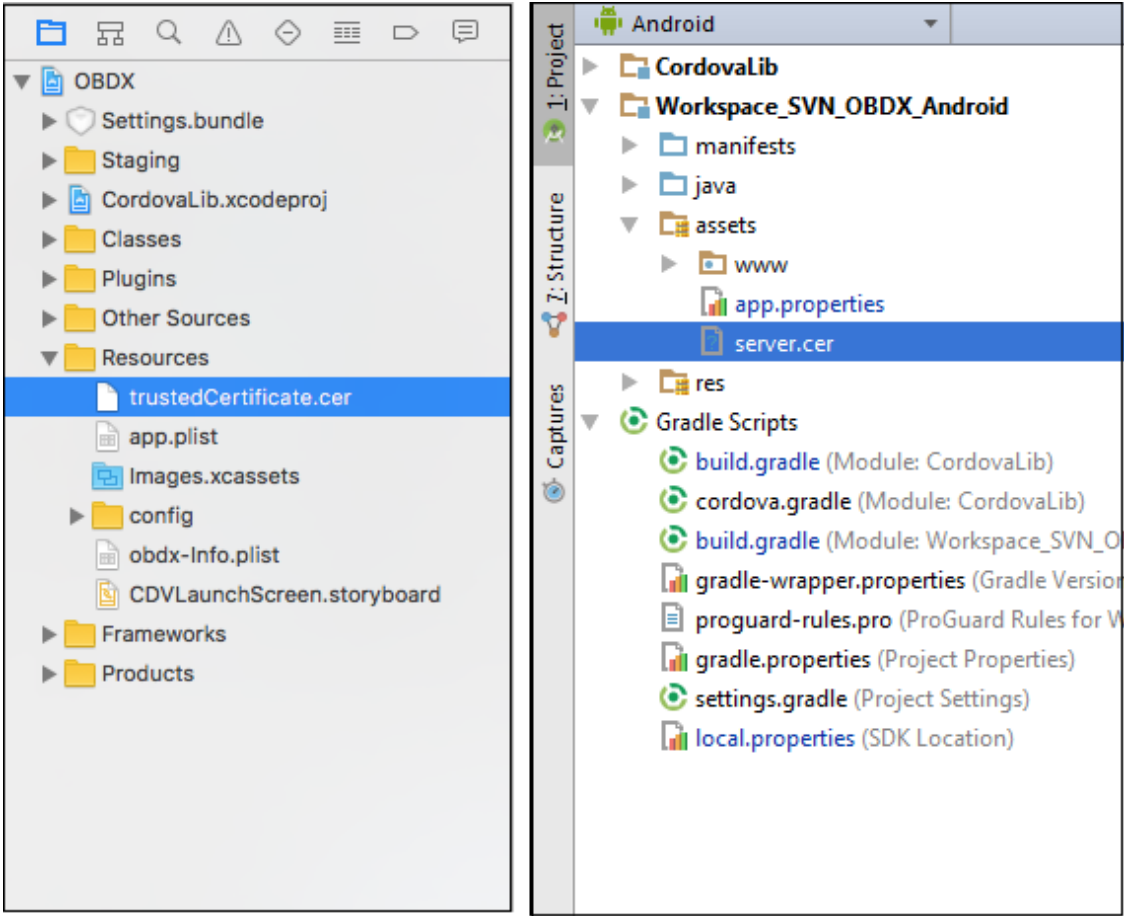 OBDX
Settings.bundle
Staging
CordovaLib.xcodeproj
Classes
Plugins
Other Sources
Resources
trustedCertificate.cer
app.plist
Images.xcassets
config
obdx-Info.plist
CDVLaunchScreen.storyboard
Frameworks
Products
1: Project
7: Structure
Captures
Android
CordovaLib
Workspace_SVN_OBDX_Android
manifests
java
assets
www
app.properties
server.cer
res
Gradle Scripts
build.gradle (Module: CordovaLib)
cordova.gradle (Module: CordovaLib)
build.gradle (Module: Workspace_SVN_O
gradle-wrapper.properties (Gradle Version
proguard-rules.pro (ProGuard Rules for W
gradle.properties (Project Properties)
settings.gradle (Project Settings)
local.properties (SDK Location)